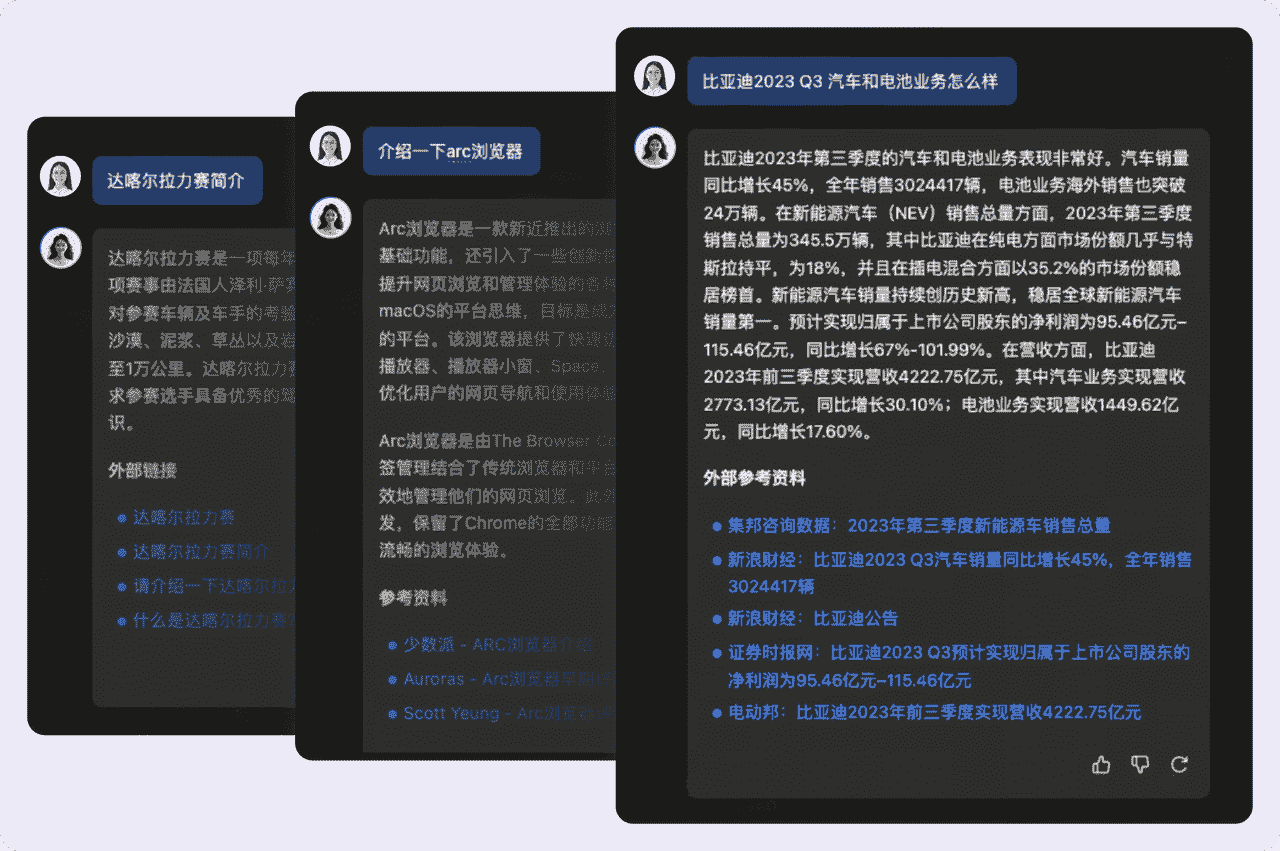 达喀尔拉力赛简介
达喀尔拉力赛是一项每年
项赛事由法国人泽利·萨宾
对参赛车辆及车手的考验
沙漠、泥浆、草丛以及岩
至1万公里。达喀尔拉力赛
求参赛选手具备优秀的驾
识。
外部链接
达喀尔拉力赛
达喀尔拉力赛简介
请介绍一下达喀尔拉力
什么是达喀尔拉力赛
介绍一下arc浏览器
Arc浏览器是一款新近推出的浏
基础功能，还引入了一些创新
提升网页浏览和管理体验的各种
macOS的平台思维，目标是成
的平台。该浏览器提供了快速
播放器、播放器小窗、Space、
优化用户的网页导航和使用体验
Arc浏览器是由The Browser Co
签管理结合了传统浏览器和平台
效地管理他们的网页浏览。此外
发，保留了Chrome的全部功能
流畅的浏览体验。
参考资料
少数派 - ARC浏览器介绍
Auroras - Arc浏览器早期
Scott Yeung - Arc浏览器
比亚迪2023 Q3 汽车和电池业务怎么样
比亚迪2023年第三季度的汽车和电池业务表现非常好。汽车销量
同比增长45%，全年销售3024417辆，电池业务海外销售也突破
24万辆。在新能源汽车（NEV）销售总量方面，2023年第三季度
销售总量为345.5万辆，其中比亚迪在纯电方面市场份额几乎与特
斯拉持平，为18%，并且在插电混合方面以35.2%的市场份额稳
居榜首。新能源汽车销量持续创历史新高，稳居全球新能源汽车
销量第一。预计实现归属于上市公司股东的净利润为95.46亿元–
115.46亿元，同比增长67%-101.99%。在营收方面，比亚迪
2023年前三季度实现营收4222.75亿元，其中汽车业务实现营收
2773.13亿元，同比增长30.10%；电池业务实现营收1449.62亿
元，同比增长17.60%。
外部参考资料
集邦咨询数据：2023年第三季度新能源车销售总量
新浪财经：比亚迪2023 Q3汽车销量同比增长45%，全年销售
3024417辆
新浪财经：比亚迪公告
证券时报网：比亚迪2023 Q3预计实现归属于上市公司股东的
净利润为95.46亿元–115.46亿元
电动邦：比亚迪2023年前三季度实现营收4222.75亿元